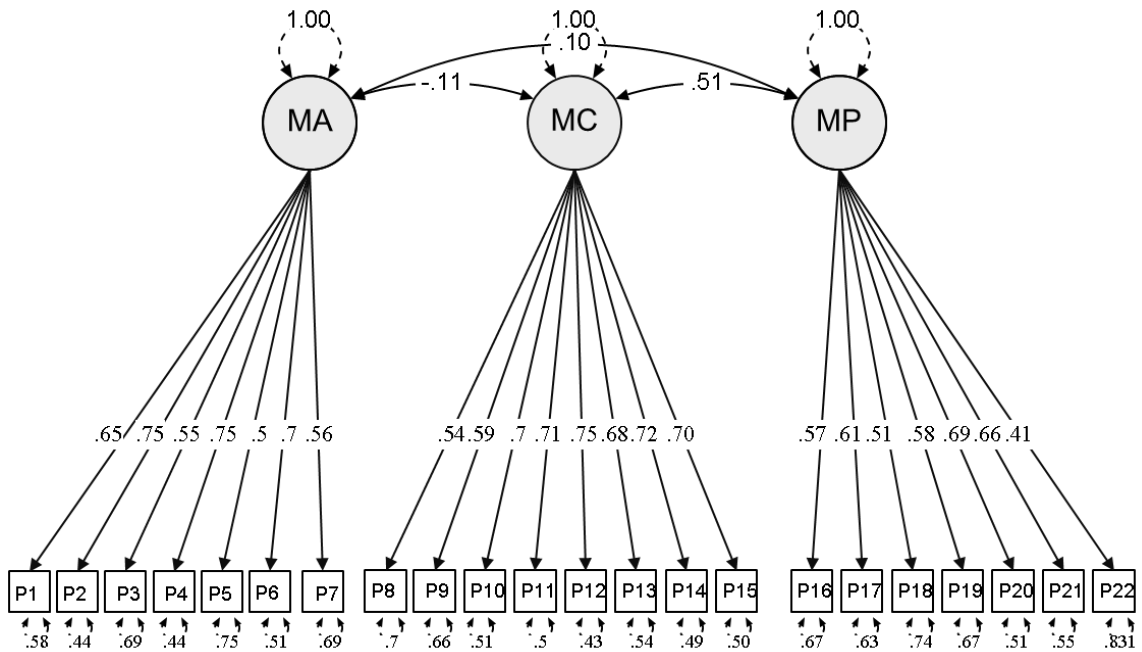 1.00 1.00 1.00
.10
-.11 .51
MA MC MP
.65 .75 .55 .75 .5 .7 .56 .54 .59 .7 .71 .75 .68 .72 .70 .57 .61 .51 .58 .69 .66 .41
P1 P2 P3 P4 P5 P6 P7 P8 P9 P10 P11 P12 P13 P14 P15 P16 P17 P18 P19 P20 P21 P22
.58 .44 .69 .44 .75 .51 .69 .7 .66 .51 .5 .43 .54 .49 .50 .67 .63 .74 .67 .51 .55 .831